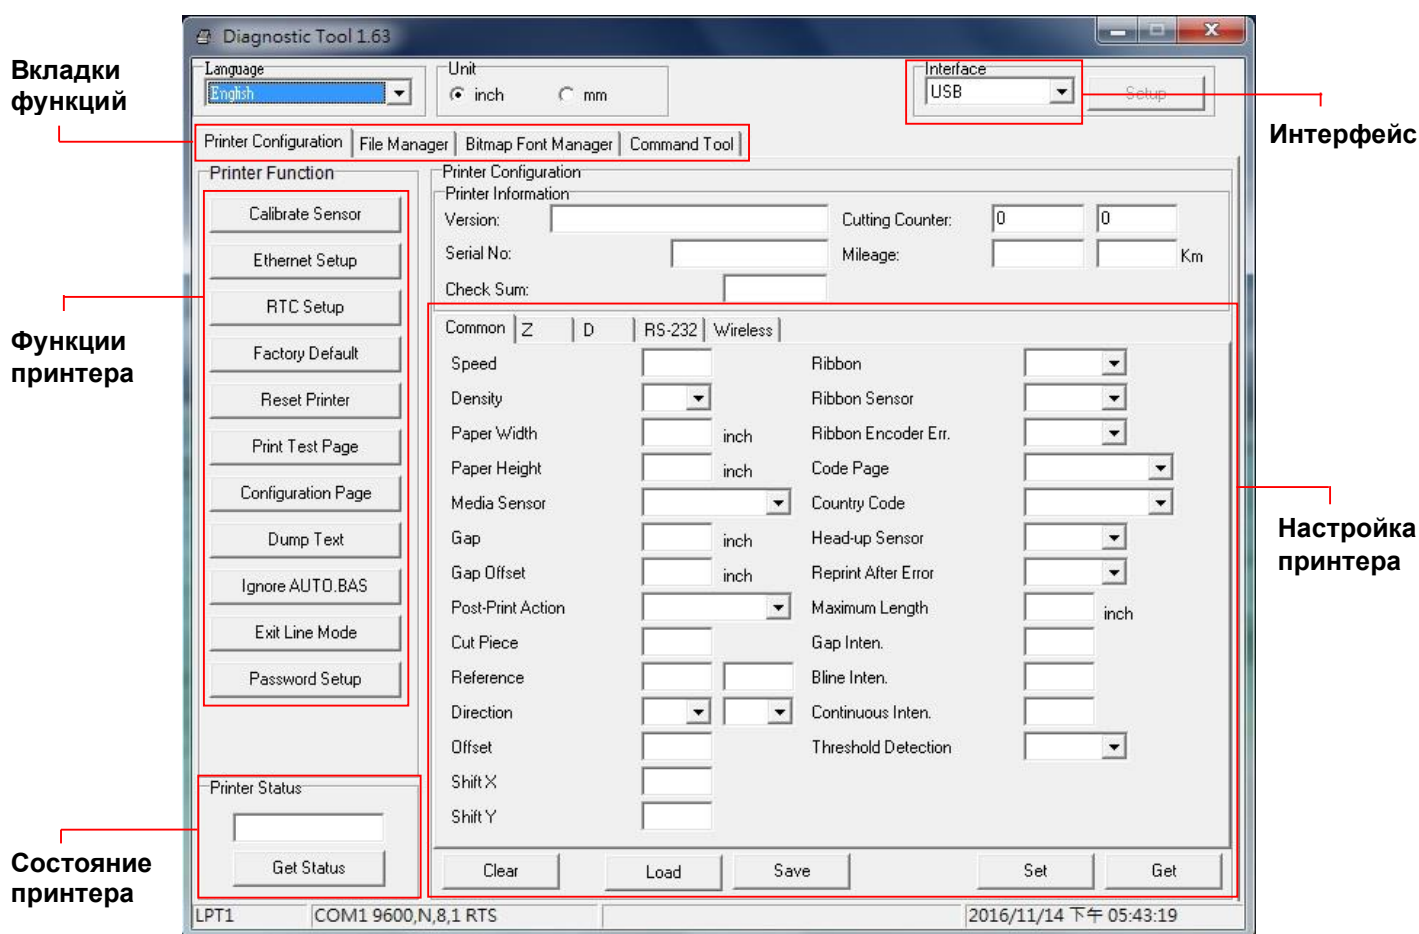 Diagnostic Tool 1.63
Вкладки
функций
Language
English
Unit
inch
mm
Interface
USB
Setup
Интерфейс
Printer Configuration
File Manager
Bitmap Font Manager
Command Tool
Printer Function
Calibrate Sensor
Ethernet Setup
RTC Setup
Factory Default
Reset Printer
Print Test Page
Configuration Page
Dump Text
Ignore AUTO.BAS
Exit Line Mode
Password Setup
Функции
принтера
Printer Configuration
Printer Information
Version:
Cutting Counter:
0
0
Serial No:
Mileage:
Km
Check Sum:
Common
Z
D
RS-232
Wireless
Speed
Ribbon
Density
Ribbon Sensor
Paper Width
inch
Ribbon Encoder Err.
Paper Height
inch
Code Page
Media Sensor
Country Code
Gap
inch
Head-up Sensor
Gap Offset
inch
Reprint After Error
Post-Print Action
Maximum Length
inch
Cut Piece
Gap Inten.
Reference
Bline Inten.
Direction
Continuous Inten.
Offset
Threshold Detection
Shift X
Shift Y
Настройка
принтера
Printer Status
Get Status
Состояние
принтера
Clear
Load
Save
Set
Get
LPT1
COM1 9600,N,8,1 RTS
2016/11/14 下午 05:43:19